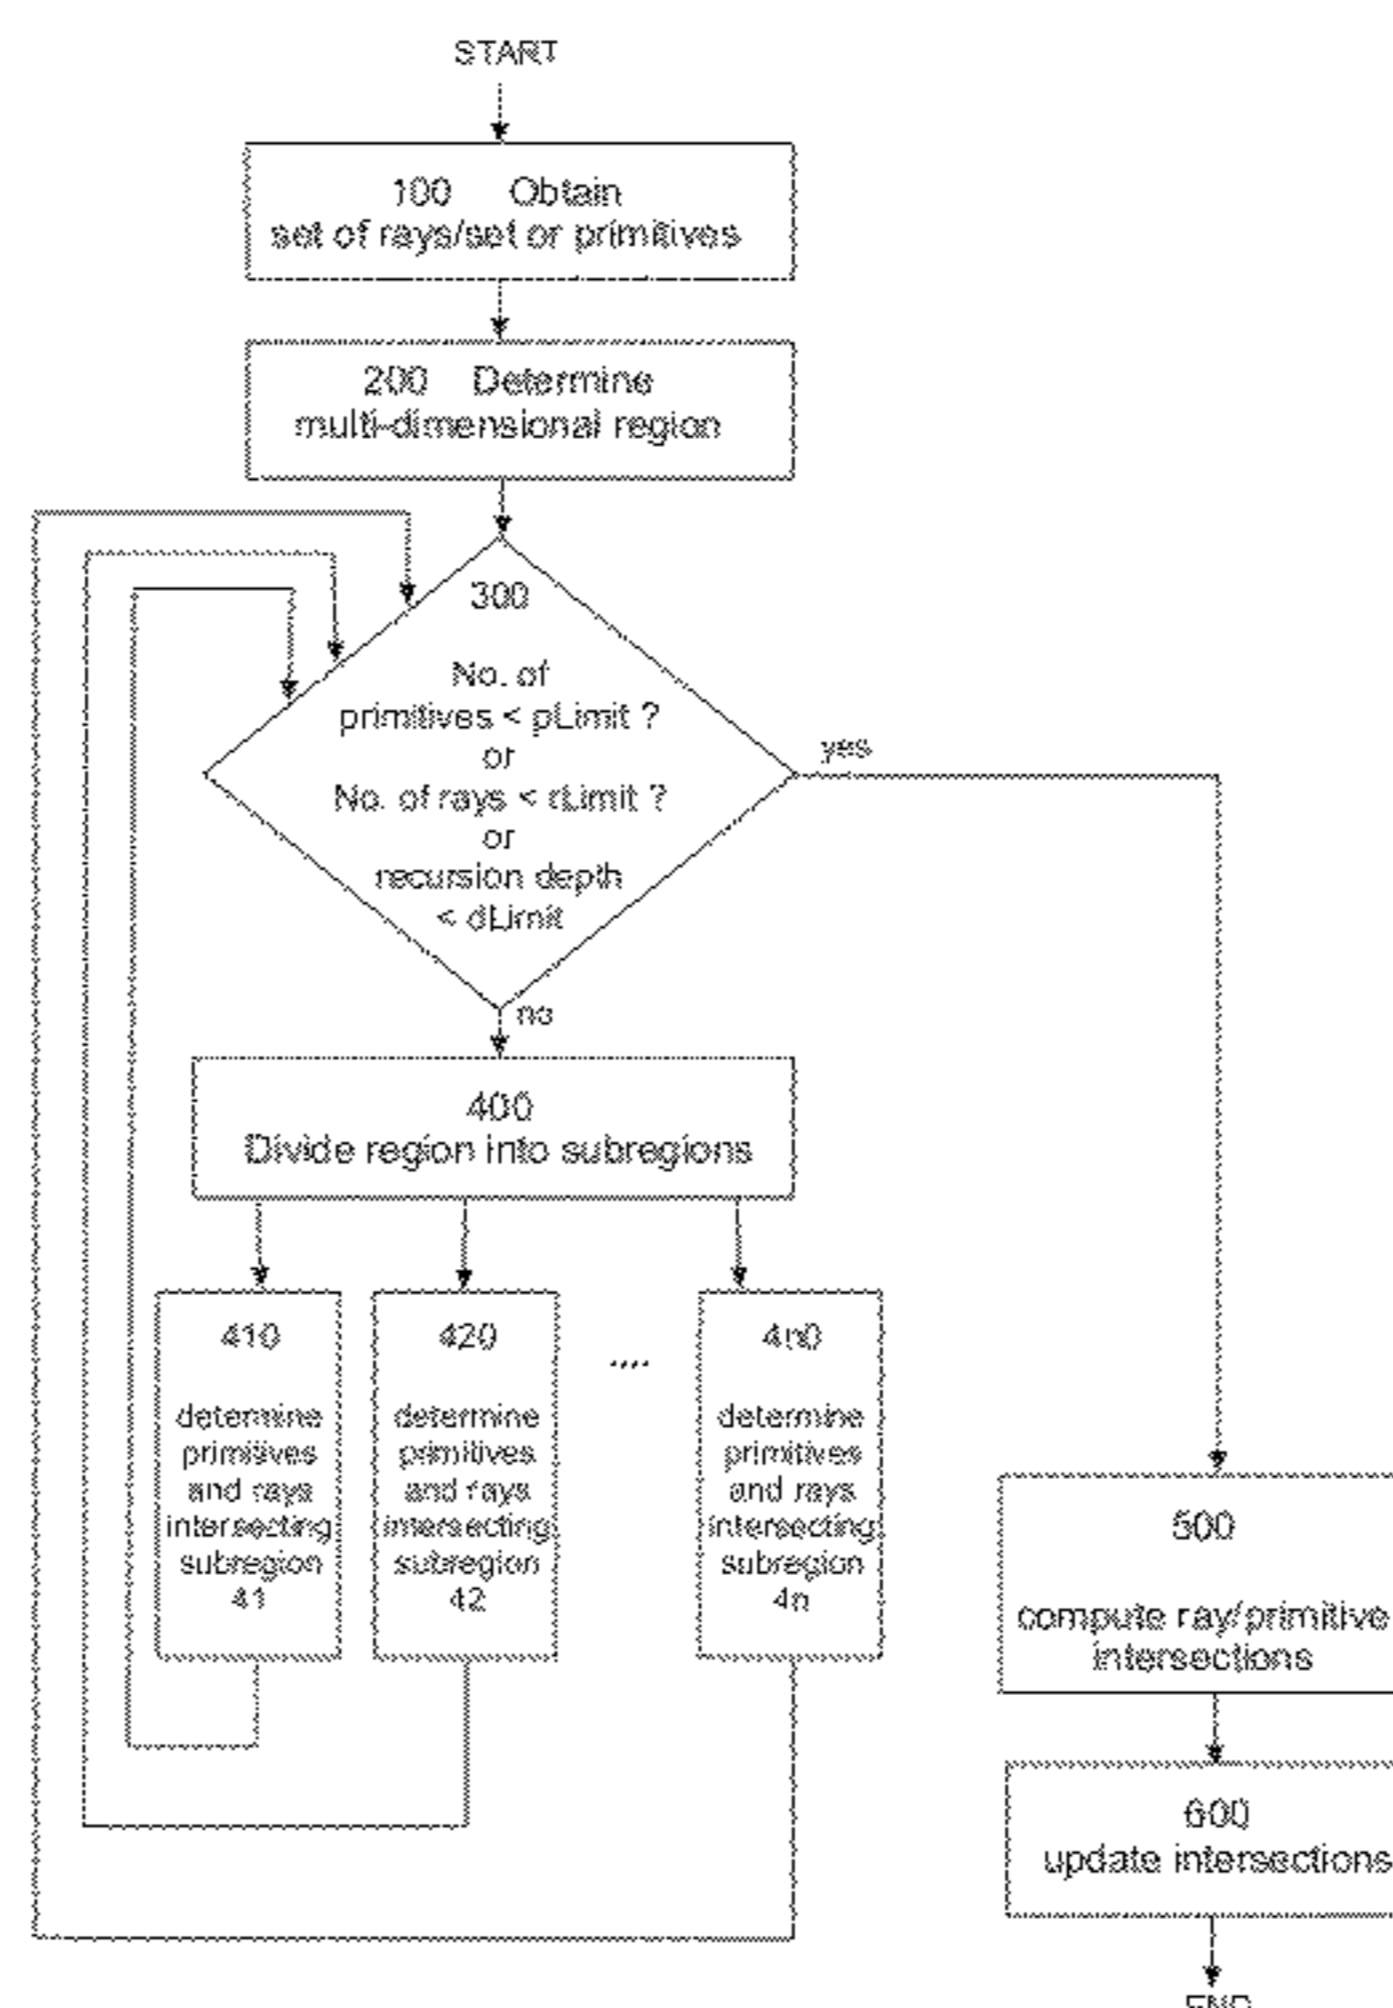 START
100 Obtain
set of rays/set or primitives
200 Determine
multi-dimensional region
300
No. of
primitives < pLimit ?
or
No. of rays < rLimit ?
or
recursion depth
< dLimit
yes
no
400
Divide region into subregions
410
determine
primitives
and rays
intersecting
subregion
41
420
determine
primitives
and rays
intersecting
subregion
42
....
4n0
determine
primitives
and rays
intersecting
subregion
4n
500
compute ray/primitive
intersections
600
update intersections
END